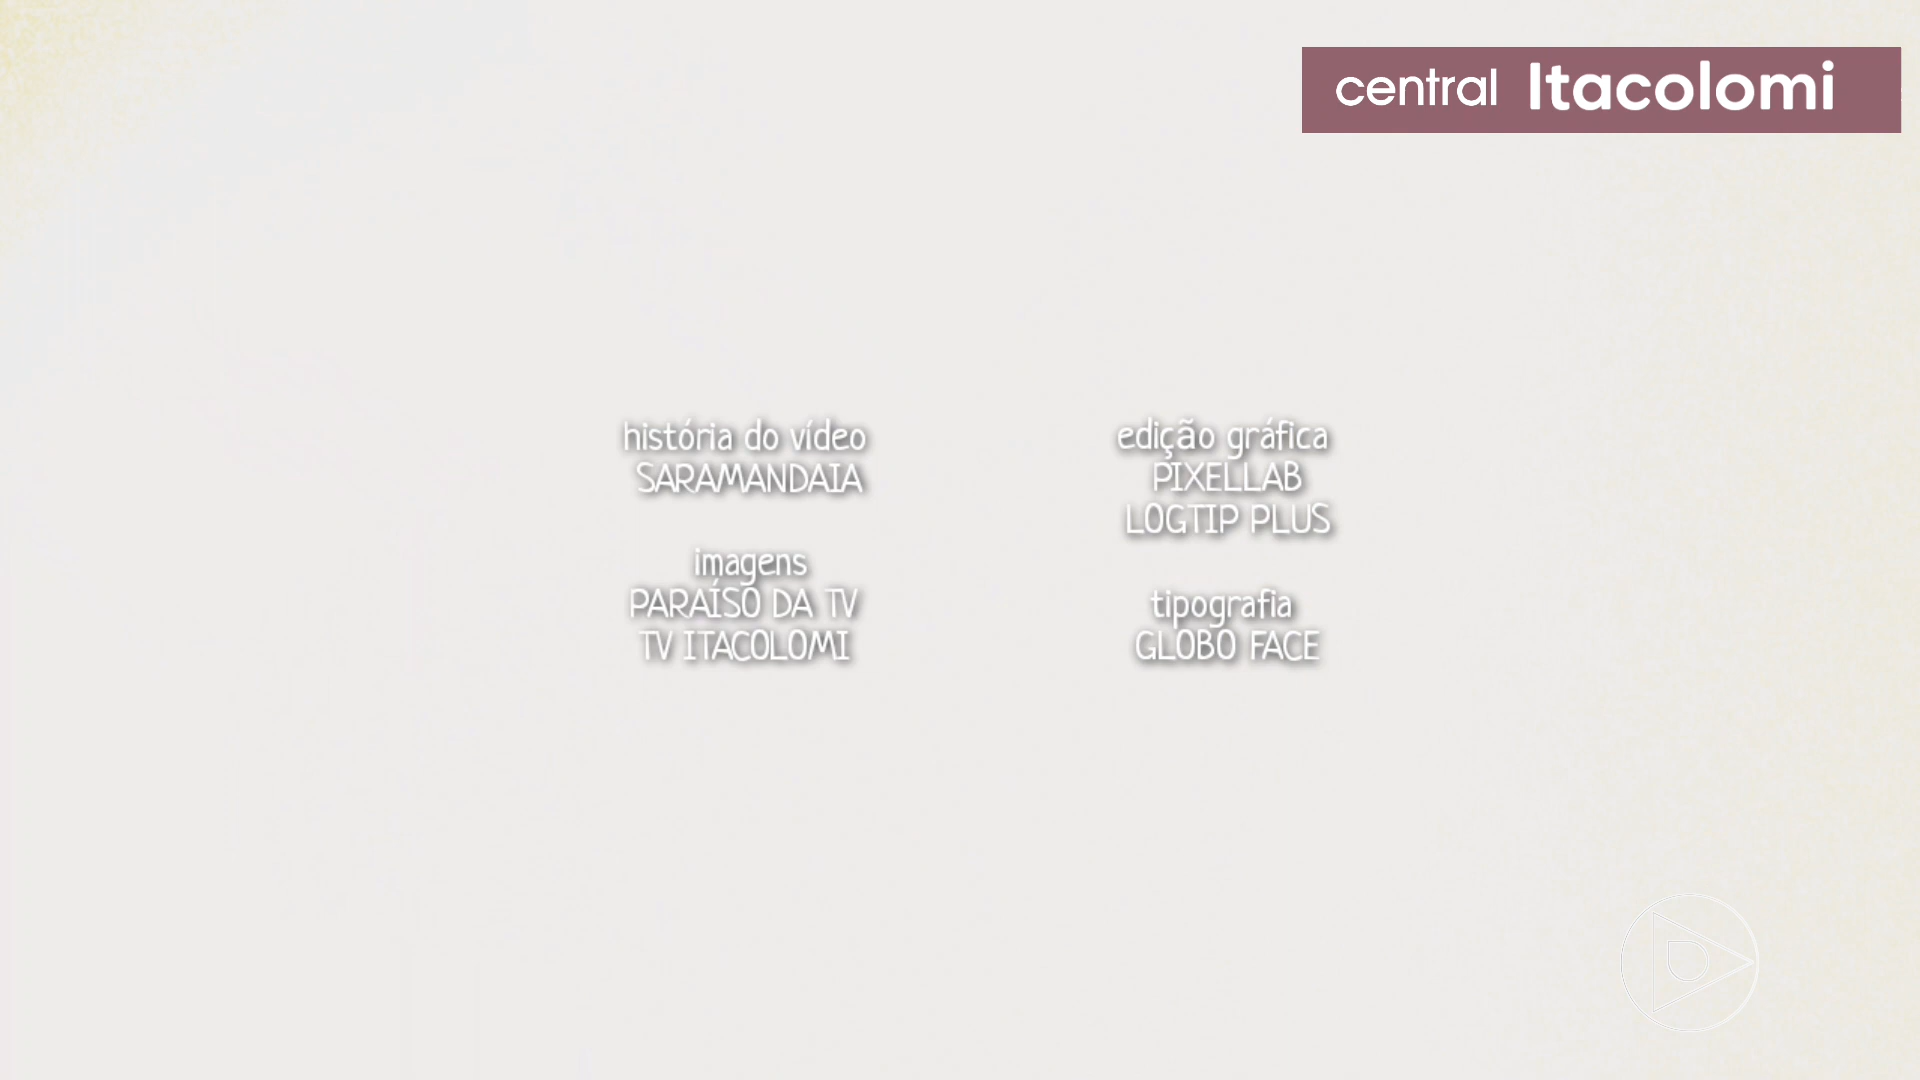 central Itacolomi
história do vídeo
SARAMANDAIA
imagens
PARAÍSO DA TV
TV ITACOLOMI
edição gráfica
PIXELLAB
LOGTIP PLUS
tipografia
GLOBO FACE